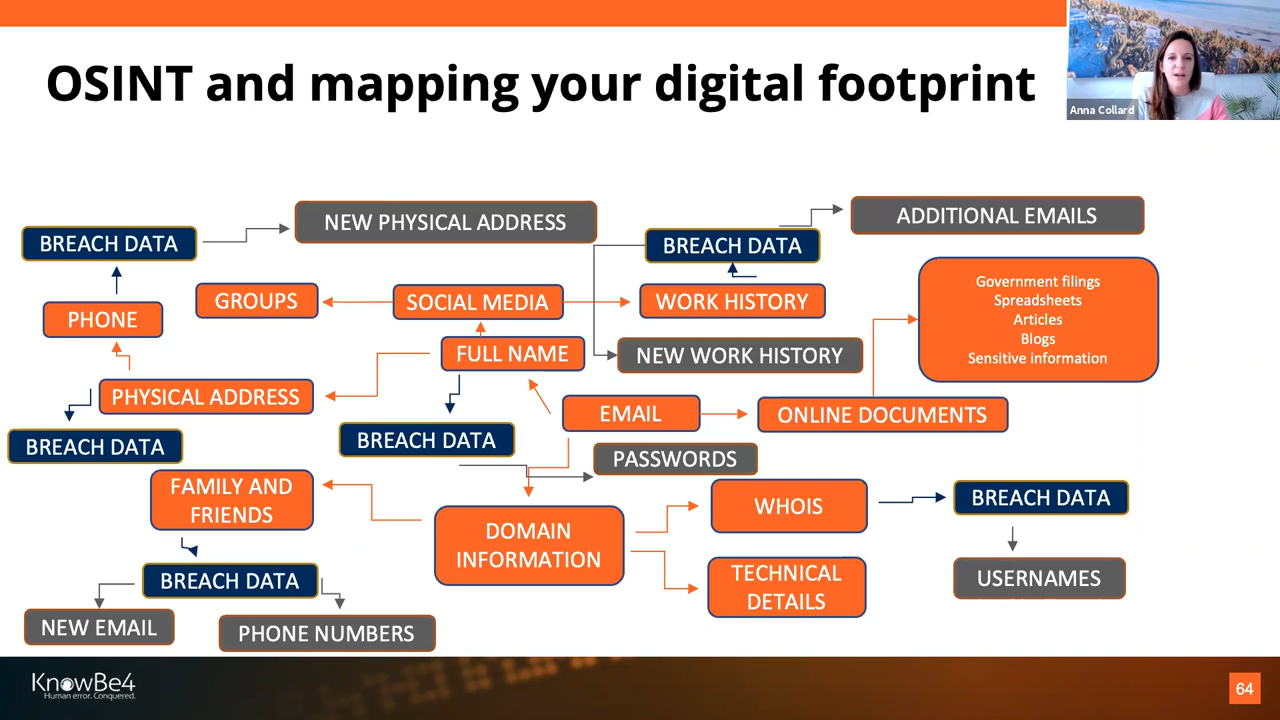 OSINT and mapping your digital footprint
Anna Collard
NEW PHYSICAL ADDRESS
ADDITIONAL EMAILS
BREACH DATA
BREACH DATA
GROUPS
SOCIAL MEDIA
WORK HISTORY
Government filings
Spreadsheets
Articles
Blogs
Sensitive information
PHONE
FULL NAME
NEW WORK HISTORY
PHYSICAL ADDRESS
EMAIL
ONLINE DOCUMENTS
BREACH DATA
BREACH DATA
PASSWORDS
FAMILY AND
FRIENDS
DOMAIN
INFORMATION
WHOIS
BREACH DATA
BREACH DATA
TECHNICAL
DETAILS
USERNAMES
NEW EMAIL
PHONE NUMBERS
KnowBe4
Human error. Conquered.
64